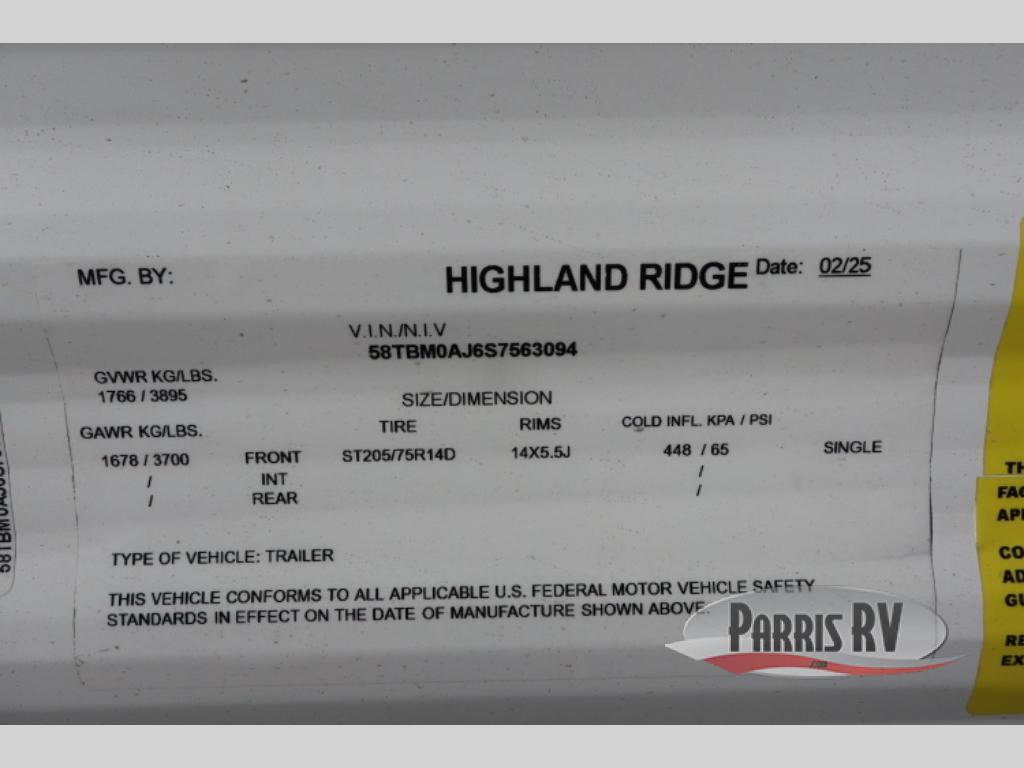 MFG. BY: HIGHLAND RIDGE Date: 02/25
V.I.N./N.I.V
58TBM0AJ6S7563094
GVWR KG/LBS.
1766 / 3895
SIZE/DIMENSION
GAWR KG/LBS. TIRE RIMS COLD INFL. KPA / PSI
1678 / 3700 FRONT ST205/75R14D 14X5.5J 448 / 65 SINGLE
/ INT /
/ REAR /
TYPE OF VEHICLE: TRAILER
THIS VEHICLE CONFORMS TO ALL APPLICABLE U.S. FEDERAL MOTOR VEHICLE SAFETY
STANDARDS IN EFFECT ON THE DATE OF MANUFACTURE SHOWN ABOVE.
PARRIS RV
.com